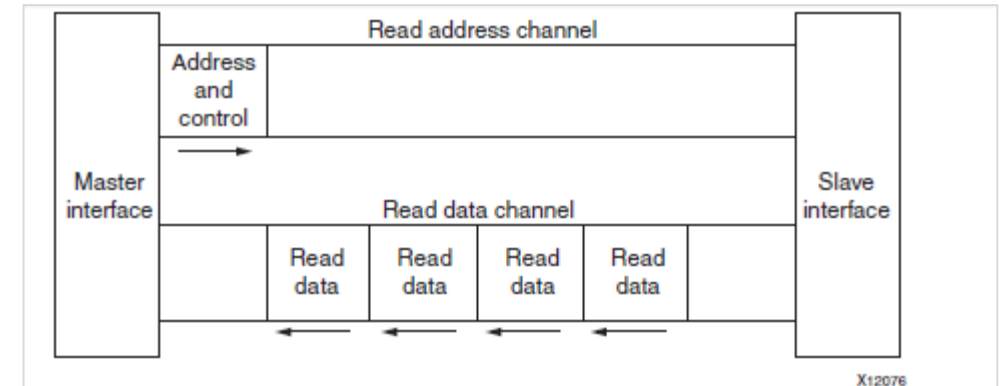 Read address channel
Address
and
control
Master
interface
Slave
interface
Read data channel
Read
data
Read
data
Read
data
Read
data
X12076